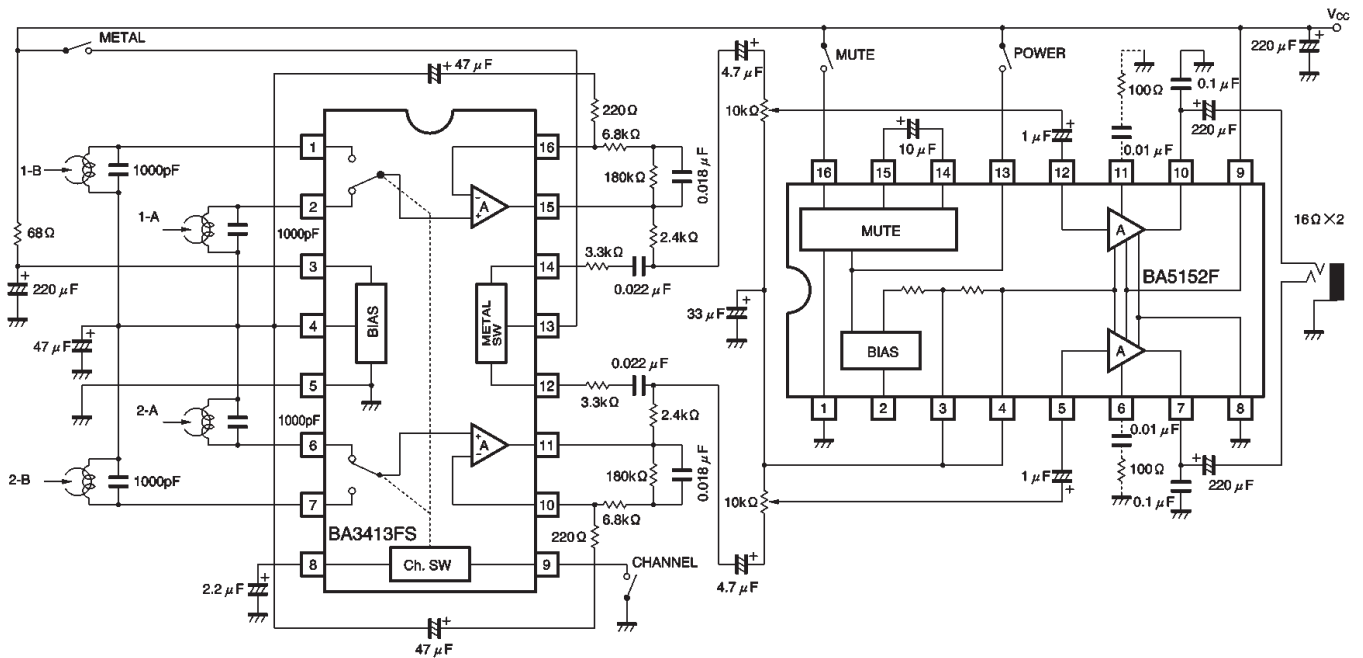 METAL
47 μF
220Ω
6.8kΩ
180kΩ
0.018 μF
2.4kΩ
3.3kΩ
0.022 μF
1-B
1000pF
1-A
1000pF
68Ω
220 μF
47 μF
2-A
1000pF
2-B
1000pF
2.2 μF
1
2
3
4
5
6
7
8
16
15
14
13
12
11
10
9
A
BIAS
METAL
SW
A
BA3413FS
Ch. SW
0.022 μF
3.3kΩ
2.4kΩ
180kΩ
0.018 μF
6.8kΩ
220Ω
CHANNEL
47 μF
4.7 μF
10kΩ
33 μF
10kΩ
4.7 μF
MUTE
POWER
10 μF
1 μF
100Ω
0.01 μF
0.1 μF
220 μF
VCC
220 μF
16
15
14
13
12
11
10
9
MUTE
A
BA5152F
BIAS
A
16Ω×2
1
2
3
4
5
6
7
8
1 μF
0.01 μF
100Ω
0.1 μF
220 μF